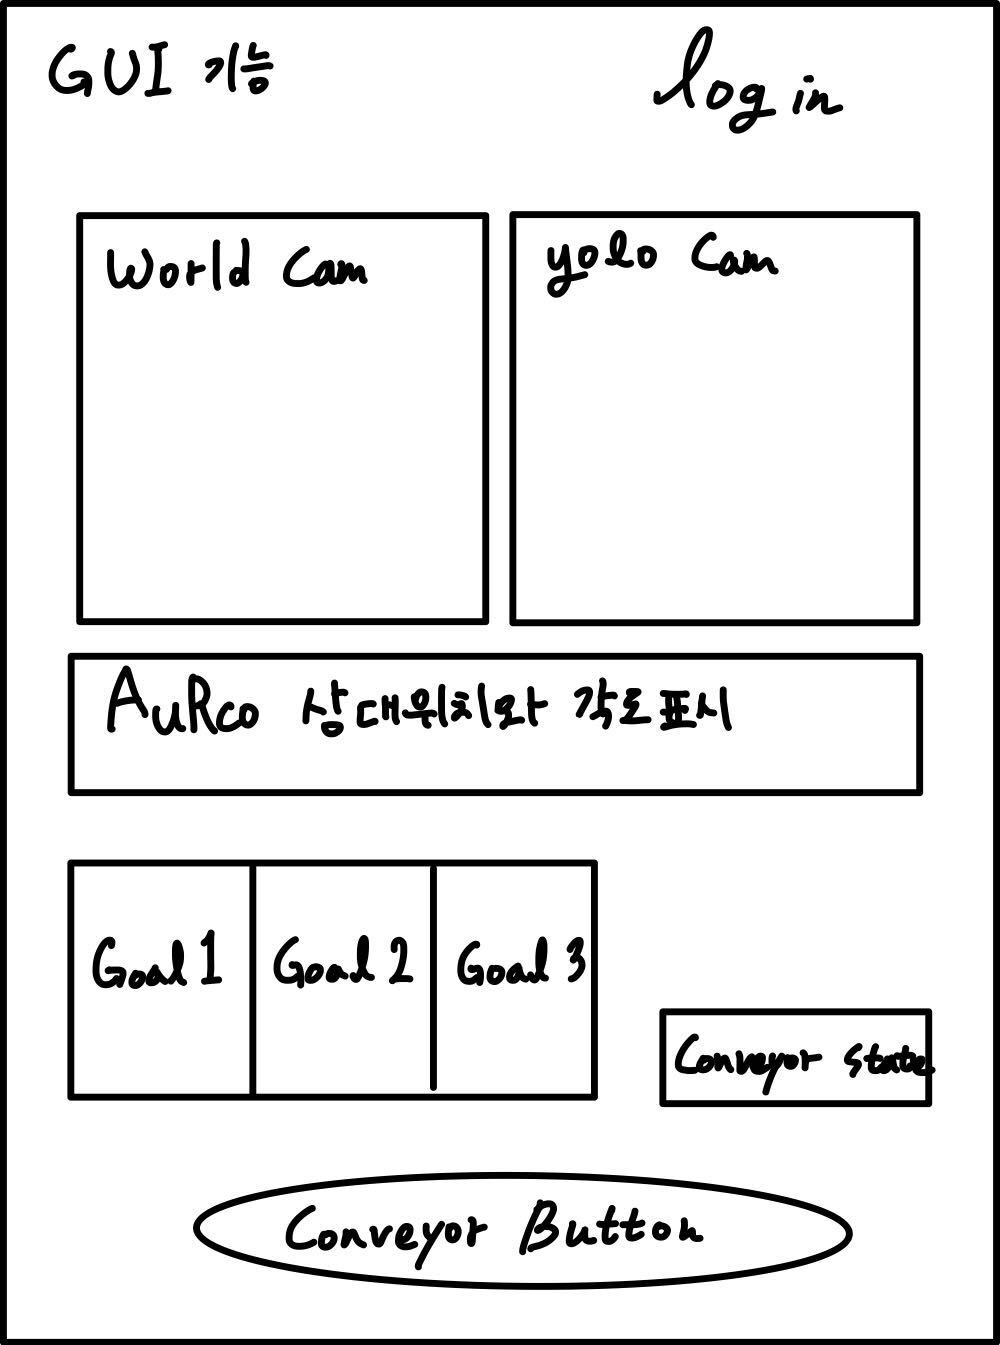 GUI 기능
log in
World Cam
yolo Cam
AuRco 상대위치와 각도표시
Goal 1
Goal 2
Goal 3
Conveyor state
Conveyor Button